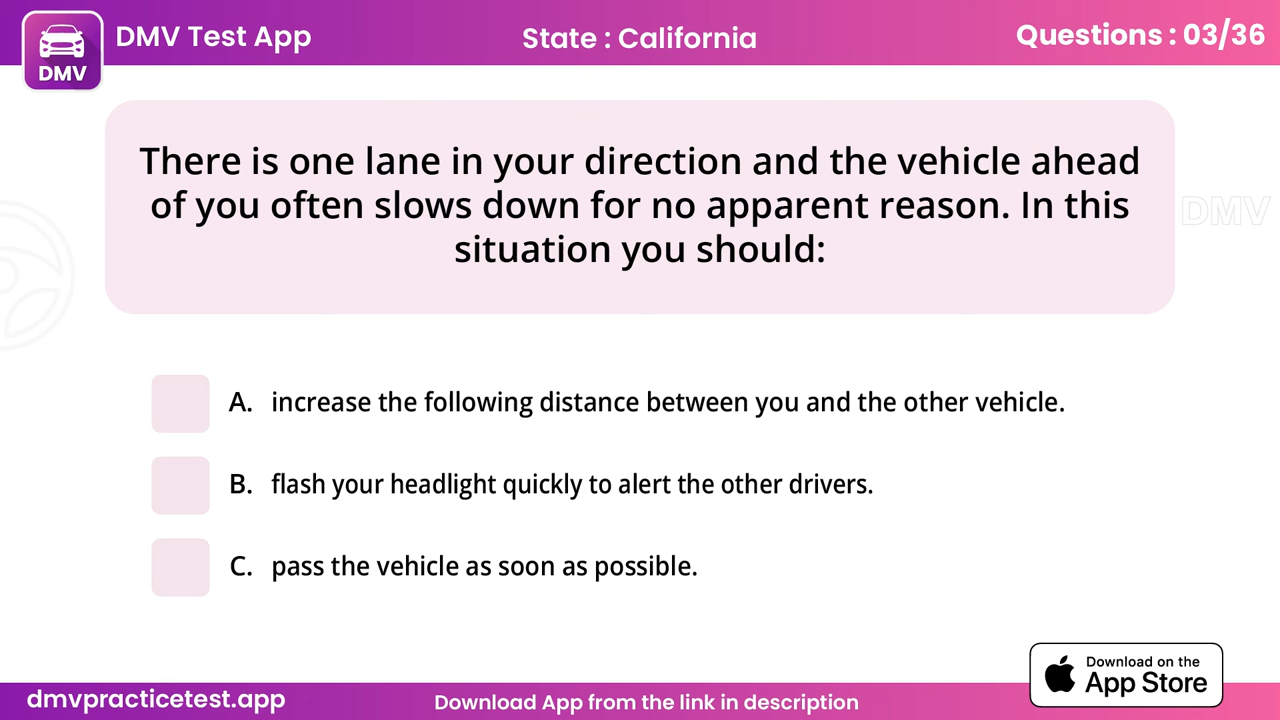 DMV Test App
State : California
Questions : 03/36
DMV
There is one lane in your direction and the vehicle ahead
of you often slows down for no apparent reason. In this
situation you should:
DMV
A. increase the following distance between you and the other vehicle.
B. flash your headlight quickly to alert the other drivers.
C. pass the vehicle as soon as possible.
Download on the
App Store
dmvpracticetest.app
Download App from the link in description